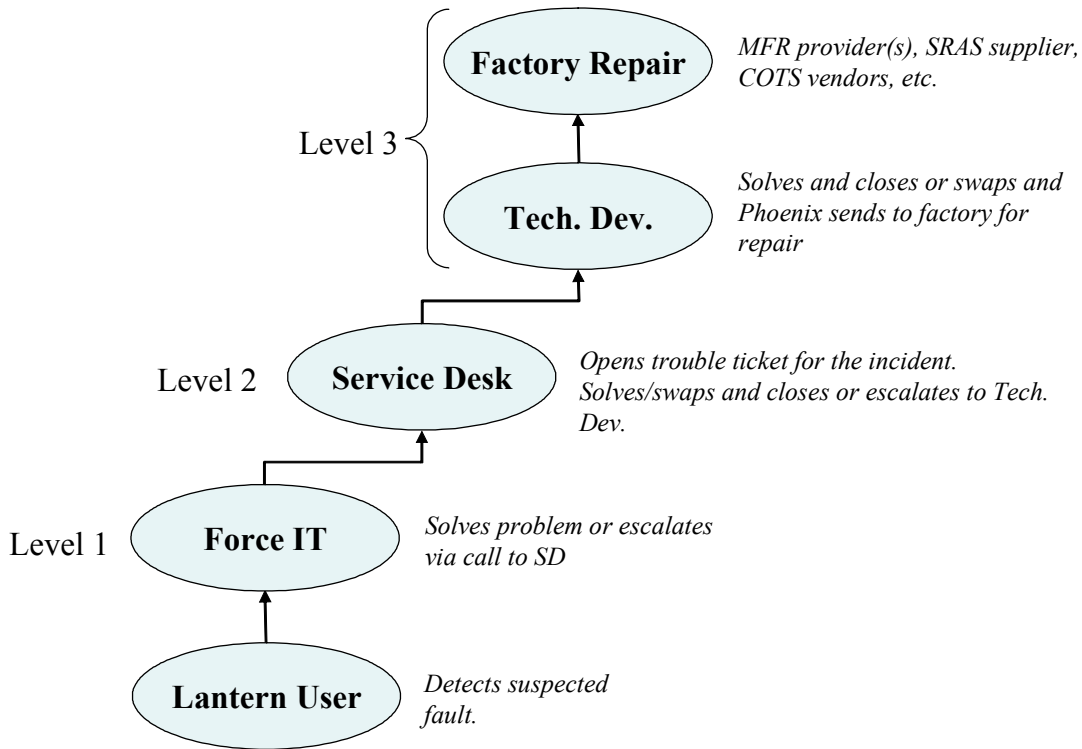 Factory Repair
MFR provider(s), SRAS supplier,
COTS vendors, etc.
Level 3
Tech. Dev.
Solves and closes or swaps and
Phoenix sends to factory for
repair
Level 2
Service Desk
Opens trouble ticket for the incident.
Solves/swaps and closes or escalates to Tech.
Dev.
Level 1
Force IT
Solves problem or escalates
via call to SD
Lantern User
Detects suspected
fault.